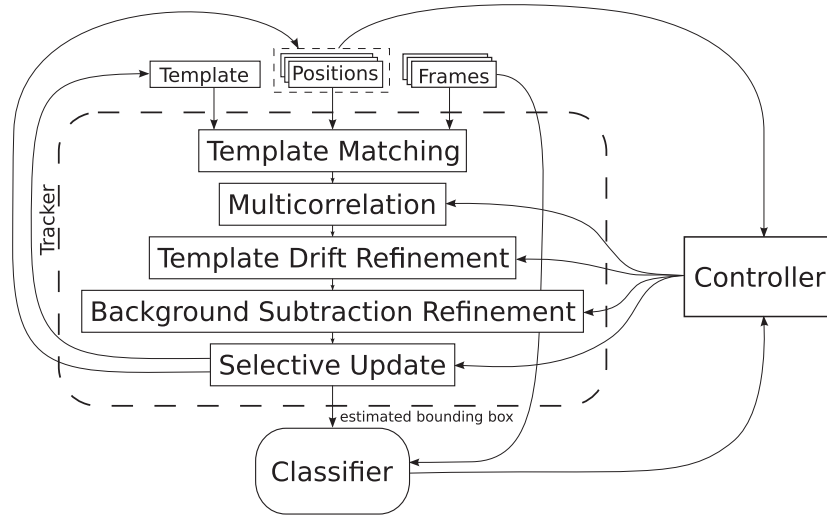 Template
Positions
Frames
Template Matching
Multicorrelation
Template Drift Refinement
Background Subtraction Refinement
Selective Update
Tracker
Controller
estimated bounding box
Classifier